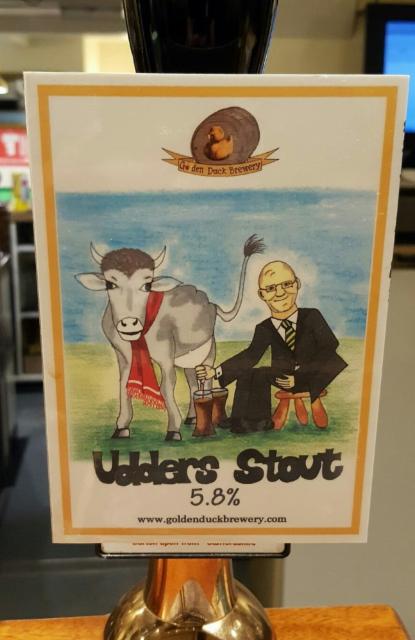 Golden Duck Brewery
Udders Stout
5.8%
www.goldenduckbrewery.com